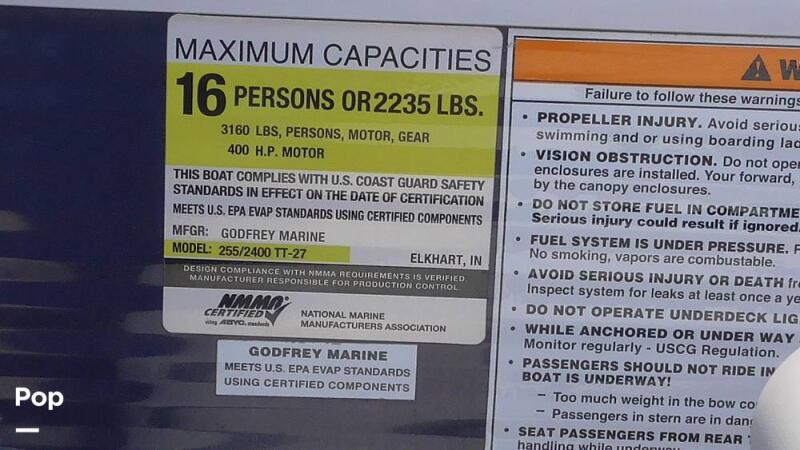 MAXIMUM CAPACITIES
16 PERSONS OR 2235 LBS.
3160 LBS, PERSONS, MOTOR, GEAR
400 H.P. MOTOR
THIS BOAT COMPLIES WITH U.S. COAST GUARD SAFETY
STANDARDS IN EFFECT ON THE DATE OF CERTIFICATION
MEETS U.S. EPA EVAP STANDARDS USING CERTIFIED COMPONENTS
MFGR: GODFREY MARINE
MODEL: 255/2400 TT-27 ELKHART, IN
DESIGN COMPLIANCE WITH NMMA REQUIREMENTS IS VERIFIED.
MANUFACTURER RESPONSIBLE FOR PRODUCTION CONTROL.
NMMA
CERTIFIED
using ABYC standards
NATIONAL MARINE
MANUFACTURERS ASSOCIATION
GODFREY MARINE
MEETS U.S. EPA EVAP STANDARDS
USING CERTIFIED COMPONENTS
Pop
Failure to follow these warnings
• PROPELLER INJURY. Avoid
swimming and or using boarding
• VISION OBSTRUCTION. Do not
enclosures are installed. Your forward,
by the canopy enclosures.
• DO NOT STORE FUEL IN
Serious injury could result if ignored.
• FUEL SYSTEM IS UNDER PRESSURE.
No smoking, vapors are combustable.
• AVOID SERIOUS INJURY OR DEATH
Inspect system for leaks at least once a
• DO NOT OPERATE UNDERDECK
• WHILE ANCHORED OR UNDER WAY
Monitor regularly - USCG Regulation.
• PASSENGERS SHOULD NOT RIDE IN
BOAT IS UNDERWAY!
– Too much weight in the bow
– Passengers in stern are in
• SEAT PASSENGERS FROM REAR
handling while underway